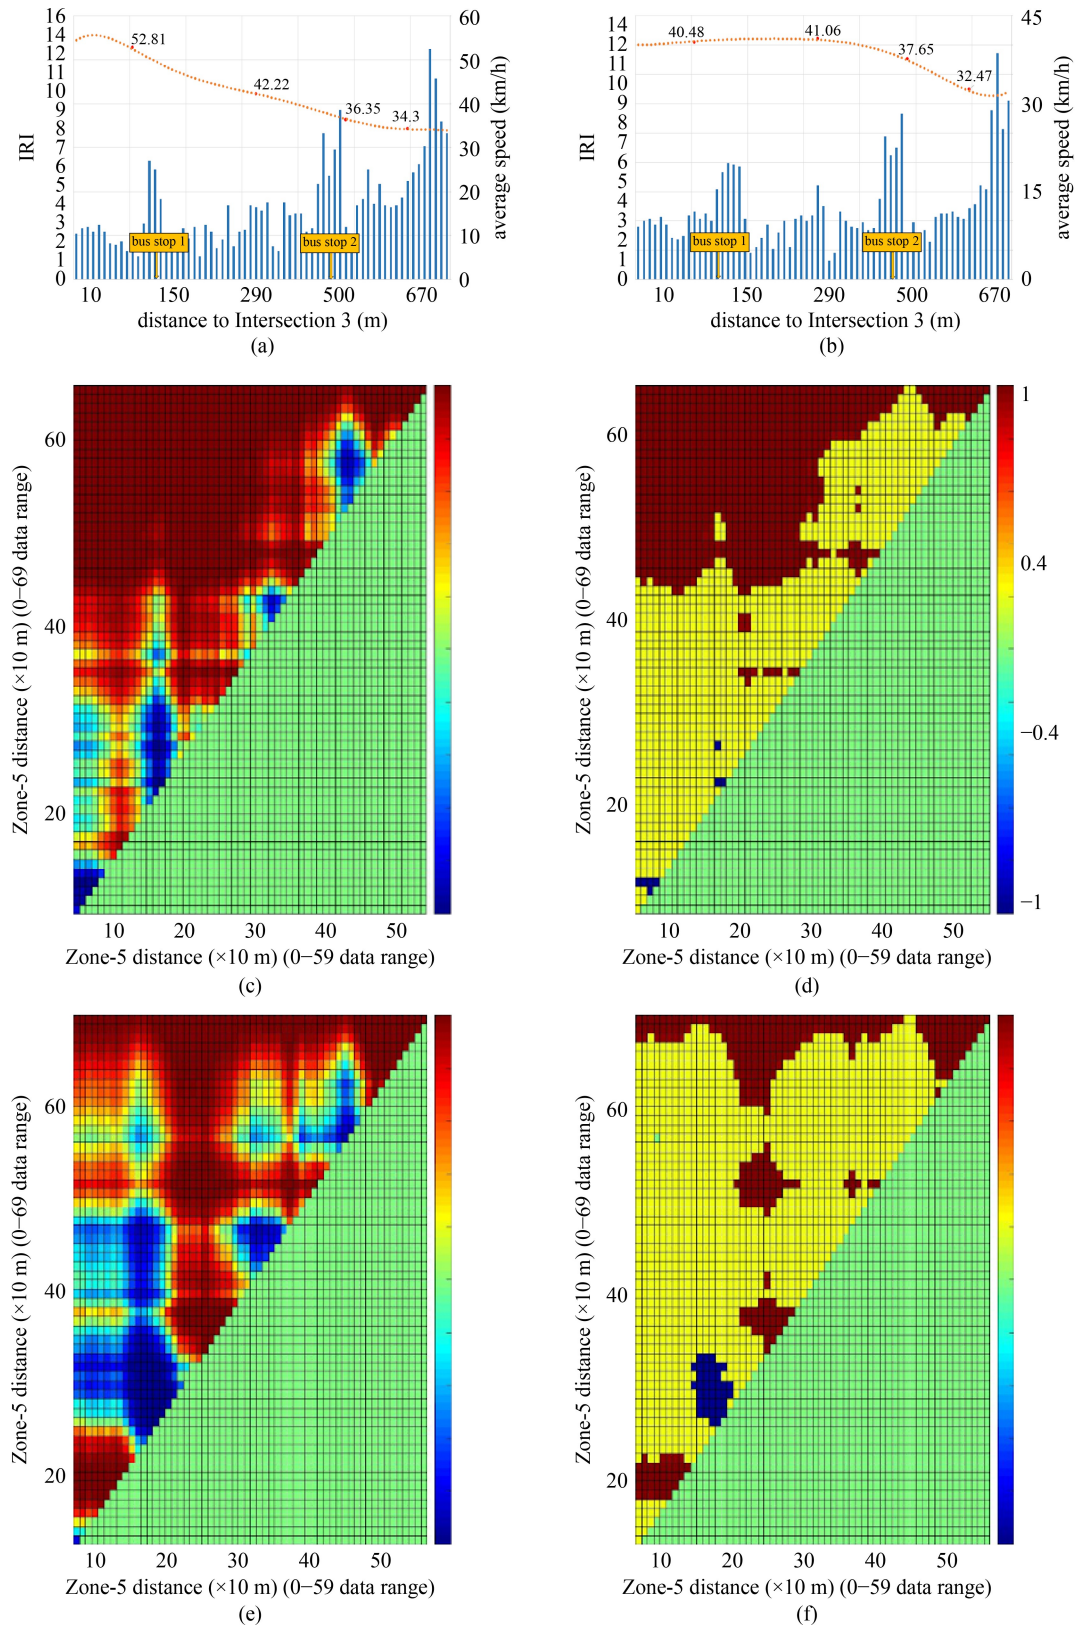 16
14
12
11
10
9
8
7
6
5
4
3
2
1
0
IRI
60
50
40
30
20
10
0
average speed (km/h)
52.81
42.22
36.35
34.3
bus stop 1
bus stop 2
10 150 290 500 670
distance to Intersection 3 (m)
(a)
14
13
12
11
10
9
8
7
6
5
4
3
2
1
0
IRI
45
30
15
0
average speed (km/h)
40.48
41.06
37.65
32.47
bus stop 1
bus stop 2
10 150 290 500 670
distance to Intersection 3 (m)
(b)
Zone-5 distance (×10 m) (0−69 data range)
60
40
20
10 20 30 40 50
Zone-5 distance (×10 m) (0−59 data range)
(c)
Zone-5 distance (×10 m) (0−69 data range)
60
40
20
10 20 30 40 50
Zone-5 distance (×10 m) (0−59 data range)
(d)
1
0.4
−0.4
−1
Zone-5 distance (×10 m) (0−69 data range)
60
40
20
10 20 30 40 50
Zone-5 distance (×10 m) (0−59 data range)
(e)
Zone-5 distance (×10 m) (0−69 data range)
60
40
20
10 20 30 40 50
Zone-5 distance (×10 m) (0−59 data range)
(f)